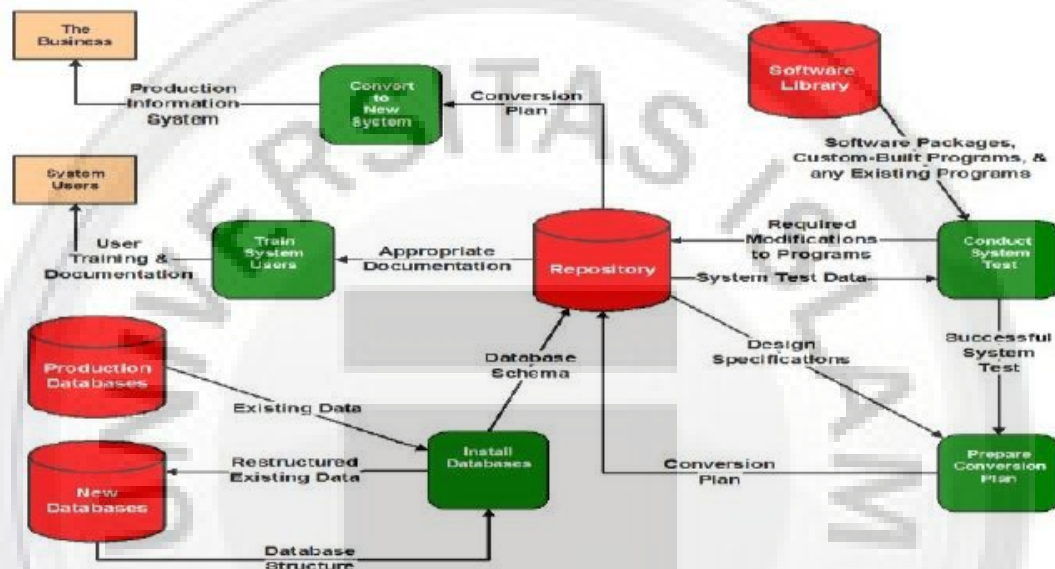 The
Business
Production
Information
System
Convert
to
New
System
Conversion
Plan
Software
Library
Software Packages,
Custom-Built Programs, &
any Existing Programs
System
Users
User
Training &
Documentation
Train
System
Users
Appropriate
Documentation
Repository
Required
Modifications
to Programs
System Test Data
Conduct
System
Test
Production
Databases
Existing Data
Database
Schema
Design
Specifications
Successful
System
Test
New
Databases
Restructured
Existing Data
Install
Databases
Conversion
Plan
Prepare
Conversion
Plan
Database
Structure
UNIVERSITAS ISLAM